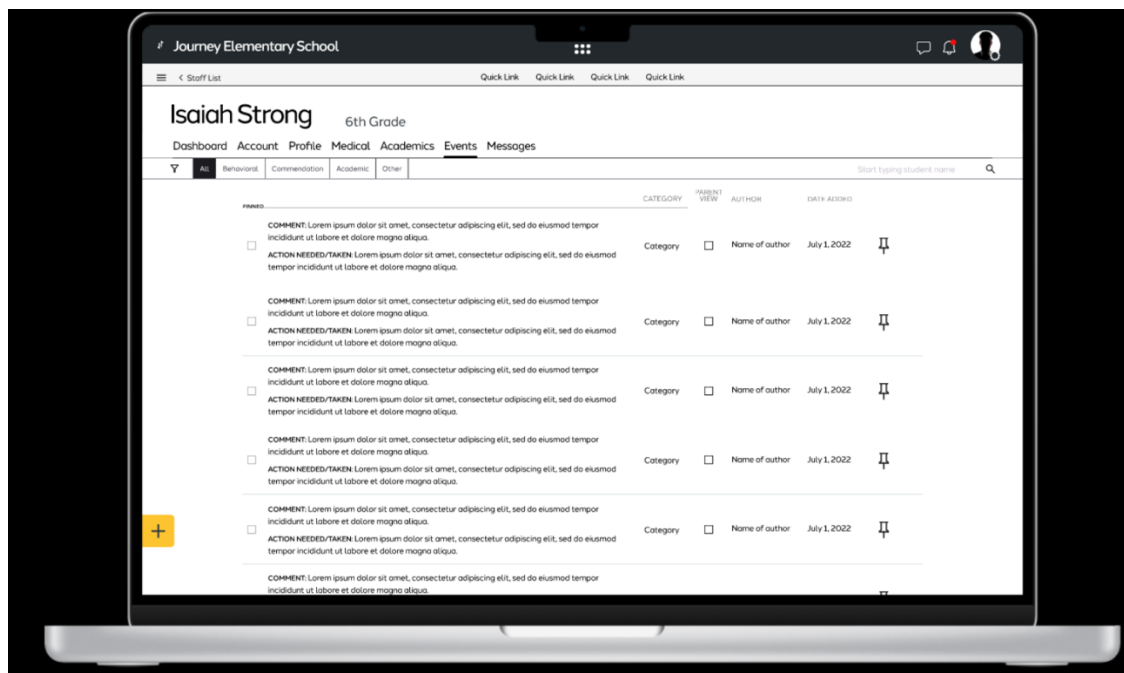 Journey Elementary School
< Staff List
Quick Link Quick Link Quick Link Quick Link
Isaiah Strong 6th Grade
Dashboard Account Profile Medical Academics Events Messages
All Behavioral Commendation Academic Other
Start typing student name
PINNED
CATEGORY PARENT VIEW AUTHOR DATE ADDED
COMMENT: Lorem ipsum dolor sit amet, consectetur adipiscing elit, sed do eiusmod tempor
incididunt ut labore et dolore magna aliqua.
Category Name of author July 1, 2022
ACTION NEEDED/TAKEN: Lorem ipsum dolor sit amet, consectetur adipiscing elit, sed do eiusmod
tempor incididunt ut labore et dolore magna aliqua.
COMMENT: Lorem ipsum dolor sit amet, consectetur adipiscing elit, sed do eiusmod tempor
incididunt ut labore et dolore magna aliqua.
Category Name of author July 1, 2022
ACTION NEEDED/TAKEN: Lorem ipsum dolor sit amet, consectetur adipiscing elit, sed do eiusmod
tempor incididunt ut labore et dolore magna aliqua.
COMMENT: Lorem ipsum dolor sit amet, consectetur adipiscing elit, sed do eiusmod tempor
incididunt ut labore et dolore magna aliqua.
Category Name of author July 1, 2022
ACTION NEEDED/TAKEN: Lorem ipsum dolor sit amet, consectetur adipiscing elit, sed do eiusmod
tempor incididunt ut labore et dolore magna aliqua.
COMMENT: Lorem ipsum dolor sit amet, consectetur adipiscing elit, sed do eiusmod tempor
incididunt ut labore et dolore magna aliqua.
Category Name of author July 1, 2022
ACTION NEEDED/TAKEN: Lorem ipsum dolor sit amet, consectetur adipiscing elit, sed do eiusmod
tempor incididunt ut labore et dolore magna aliqua.
COMMENT: Lorem ipsum dolor sit amet, consectetur adipiscing elit, sed do eiusmod tempor
incididunt ut labore et dolore magna aliqua.
Category Name of author July 1, 2022
ACTION NEEDED/TAKEN: Lorem ipsum dolor sit amet, consectetur adipiscing elit, sed do eiusmod
tempor incididunt ut labore et dolore magna aliqua.
COMMENT: Lorem ipsum dolor sit amet, consectetur adipiscing elit, sed do eiusmod tempor
incididunt ut labore et dolore magna aliqua.